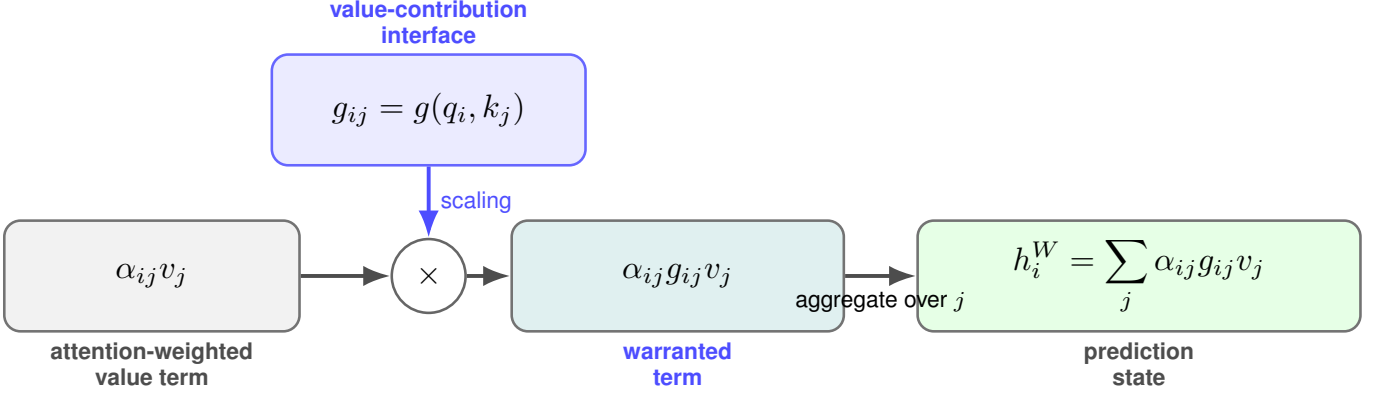 value-contribution
interface
g_{ij} = g(q_i, k_j)
scaling
α_{ij}v_j
×
α_{ij}g_{ij}v_j
h_i^W = ∑_j α_{ij}g_{ij}v_j
aggregate over j
attention-weighted
value term
warranted
term
prediction
state